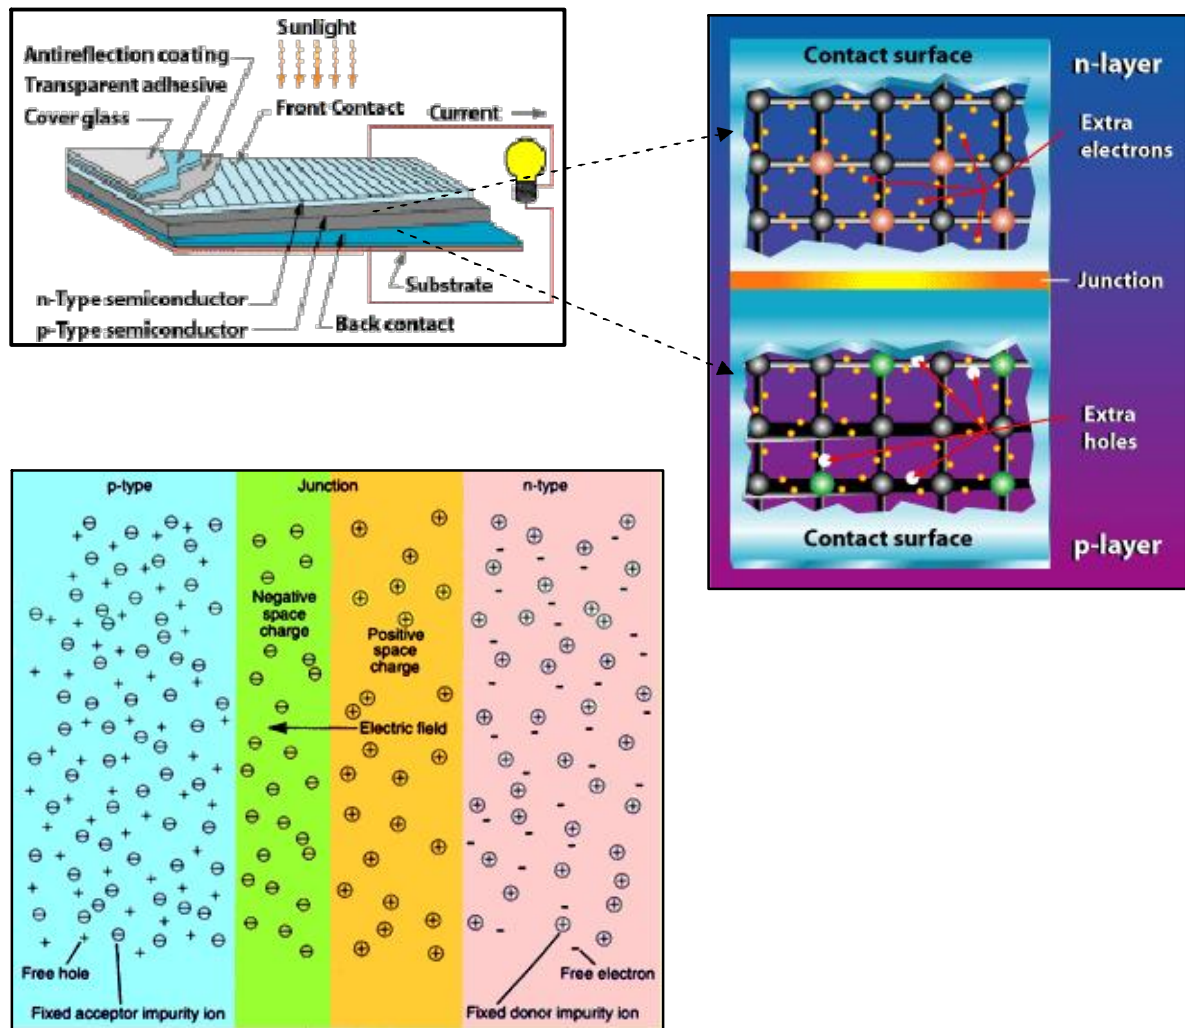 Sunlight
Antireflection coating
Transparent adhesive
Cover glass
Front Contact
Current
Substrate
n-Type semiconductor
p-Type semiconductor
Back contact
Contact surface
n-layer
Extra
electrons
Junction
Extra
holes
Contact surface
p-layer
p-type
Junction
n-type
Negative
space
charge
Positive
space
charge
Electric field
Free hole
Free electron
Fixed acceptor impurity ion
Fixed donor impurity ion